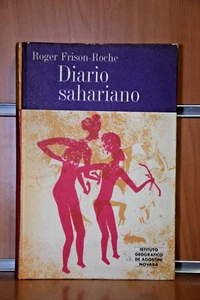 Roger Frison-Roche
Diario
sahariano
ISTITUTO
GEOGRAFICO
DE AGOSTINI
NOVARA